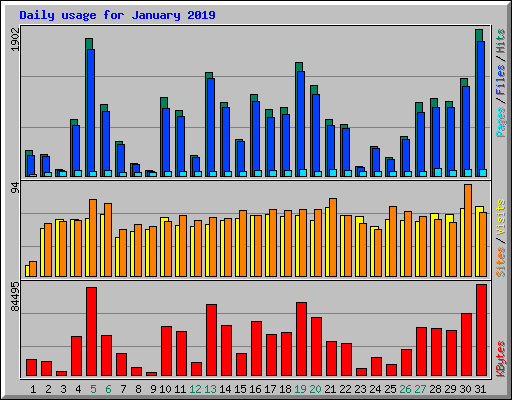 Daily usage for January 2019
1902
Pages / Files / Hits
94
Sites / Visits
84495
KBytes
1 2 3 4 5 6 7 8 9 10 11 12 13 14 15 16 17 18 19 20 21 22 23 24 25 26 27 28 29 30 31